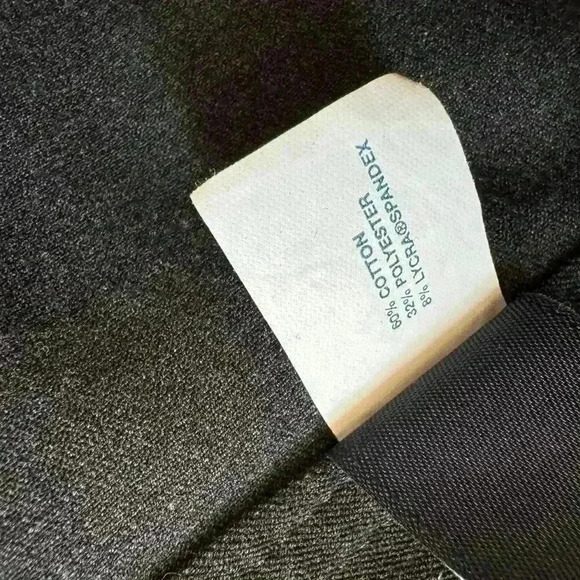 60% COTTON
32% POLYESTER
8% LYCRA®SPANDEX